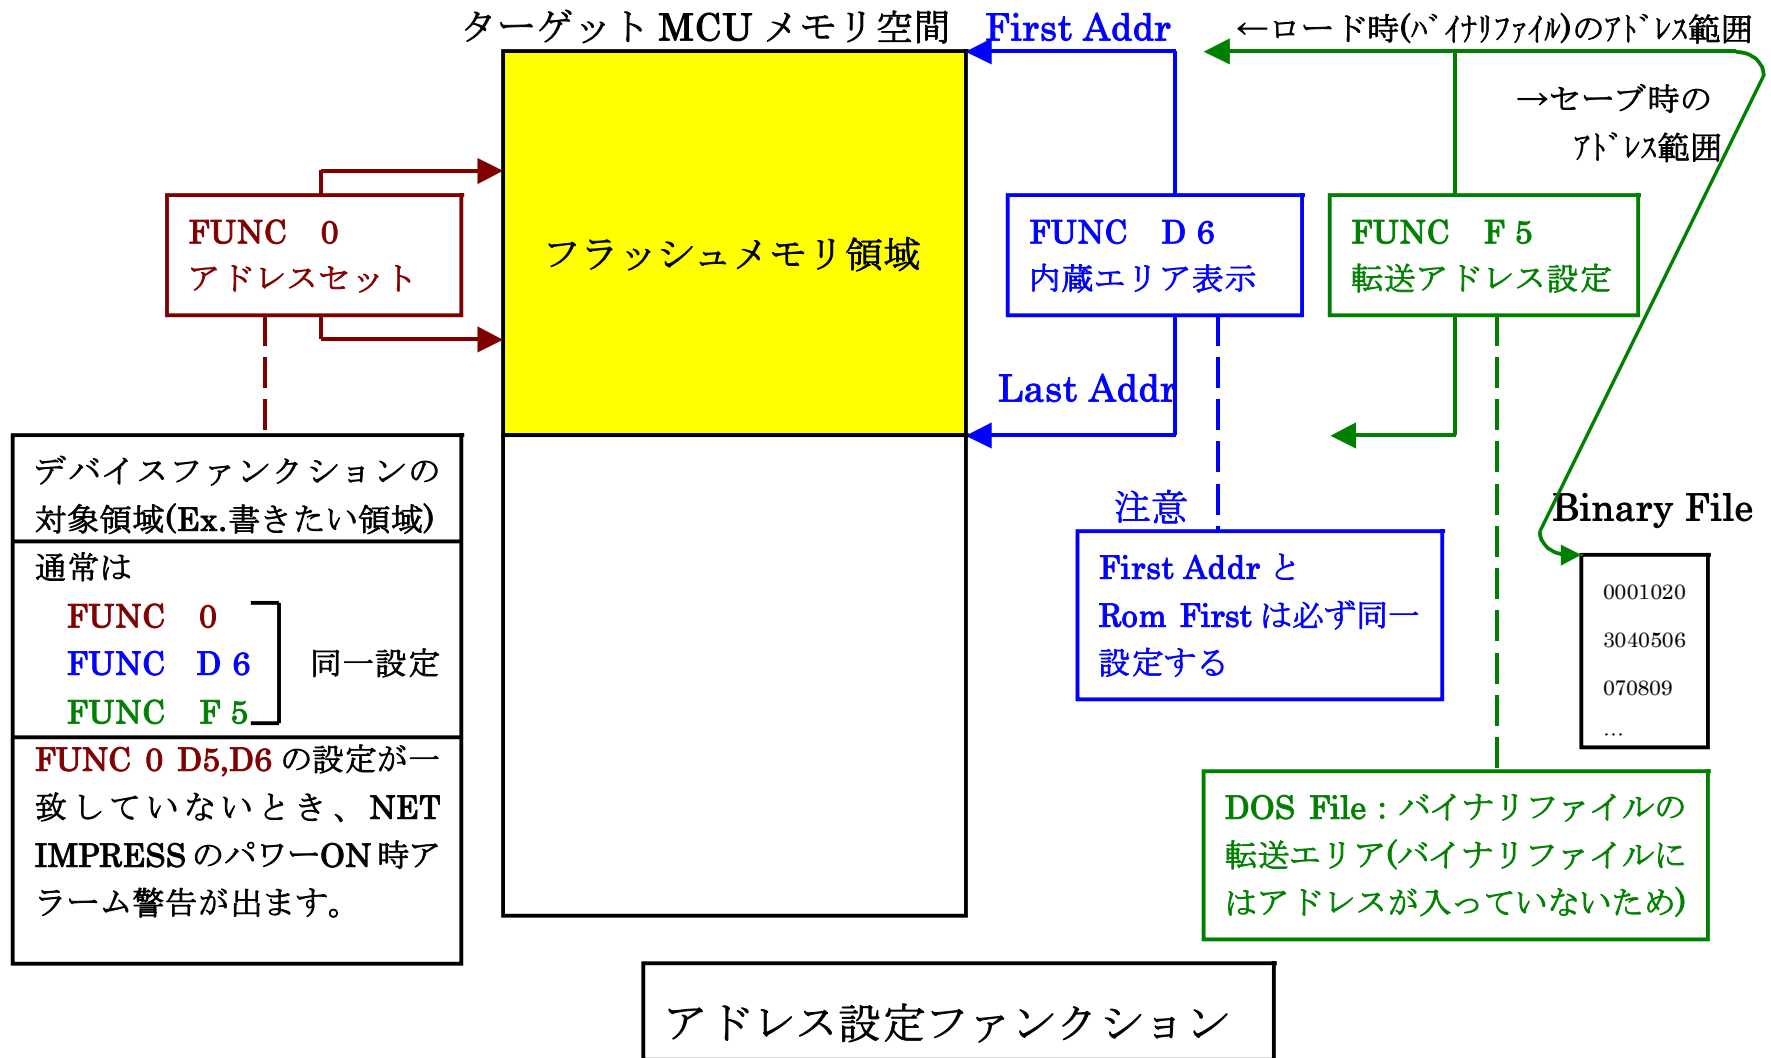 ターゲット MCU メモリ空間
First Addr
←ロード時(ﾊﾞｲﾅﾘﾌｧｲﾙ)のｱﾄﾞﾚｽ範囲
→セーブ時の
ｱﾄﾞﾚｽ範囲
FUNC 0
アドレスセット
フラッシュメモリ領域
FUNC D 6
内蔵エリア表示
FUNC F 5
転送アドレス設定
Last Addr
デバイスファンクションの
対象領域(Ex.書きたい領域)
通常は
FUNC 0
FUNC D 6
FUNC F 5
同一設定
FUNC 0 D5,D6 の設定が一
致していないとき、NET
IMPRESS のパワーON 時ア
ラーム警告が出ます。
注意
First Addr と
Rom First は必ず同一
設定する
Binary File
0001020
3040506
070809
…
DOS File : バイナリファイルの
転送エリア(バイナリファイルに
はアドレスが入っていないため)
アドレス設定ファンクション